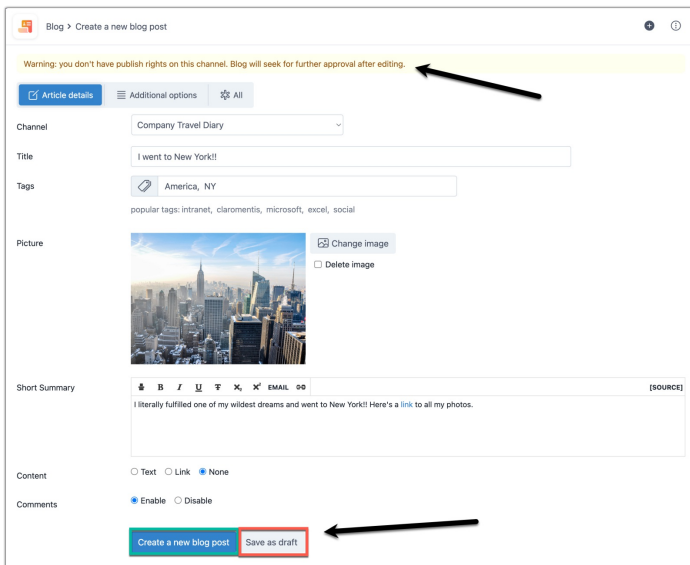 Blog > Create a new blog post
Warning: you don't have publish rights on this channel. Blog will seek for further approval after editing.
Article details Additional options All
Channel Company Travel Diary
Title I went to New York!!
Tags America, NY
popular tags: intranet, claromentis, microsoft, excel, social
Picture Change image
Delete image
Short Summary B I U T X, X² EMAIL [SOURCE]
I literally fulfilled one of my wildest dreams and went to New York!! Here's a link to all my photos.
Content Text Link None
Comments Enable Disable
Create a new blog post Save as draft